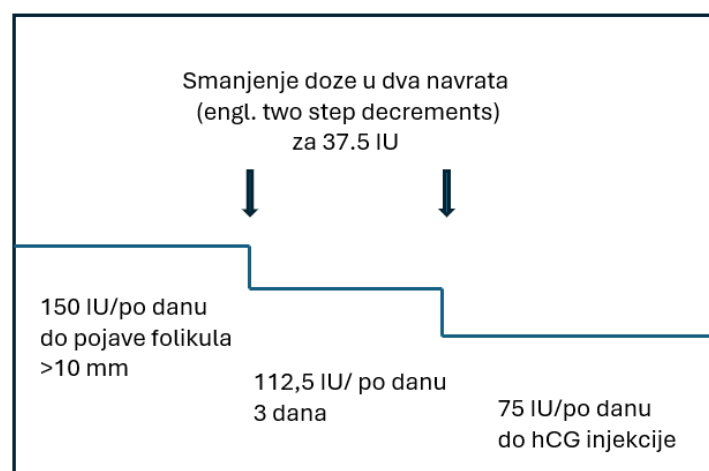 Smanjenje doze u dva navrata
(engl. two step decrements)
za 37.5 IU
150 IU/po danu
do pojave folikula
>10 mm
112,5 IU/ po danu
3 dana
75 IU/po danu
do hCG injekcije